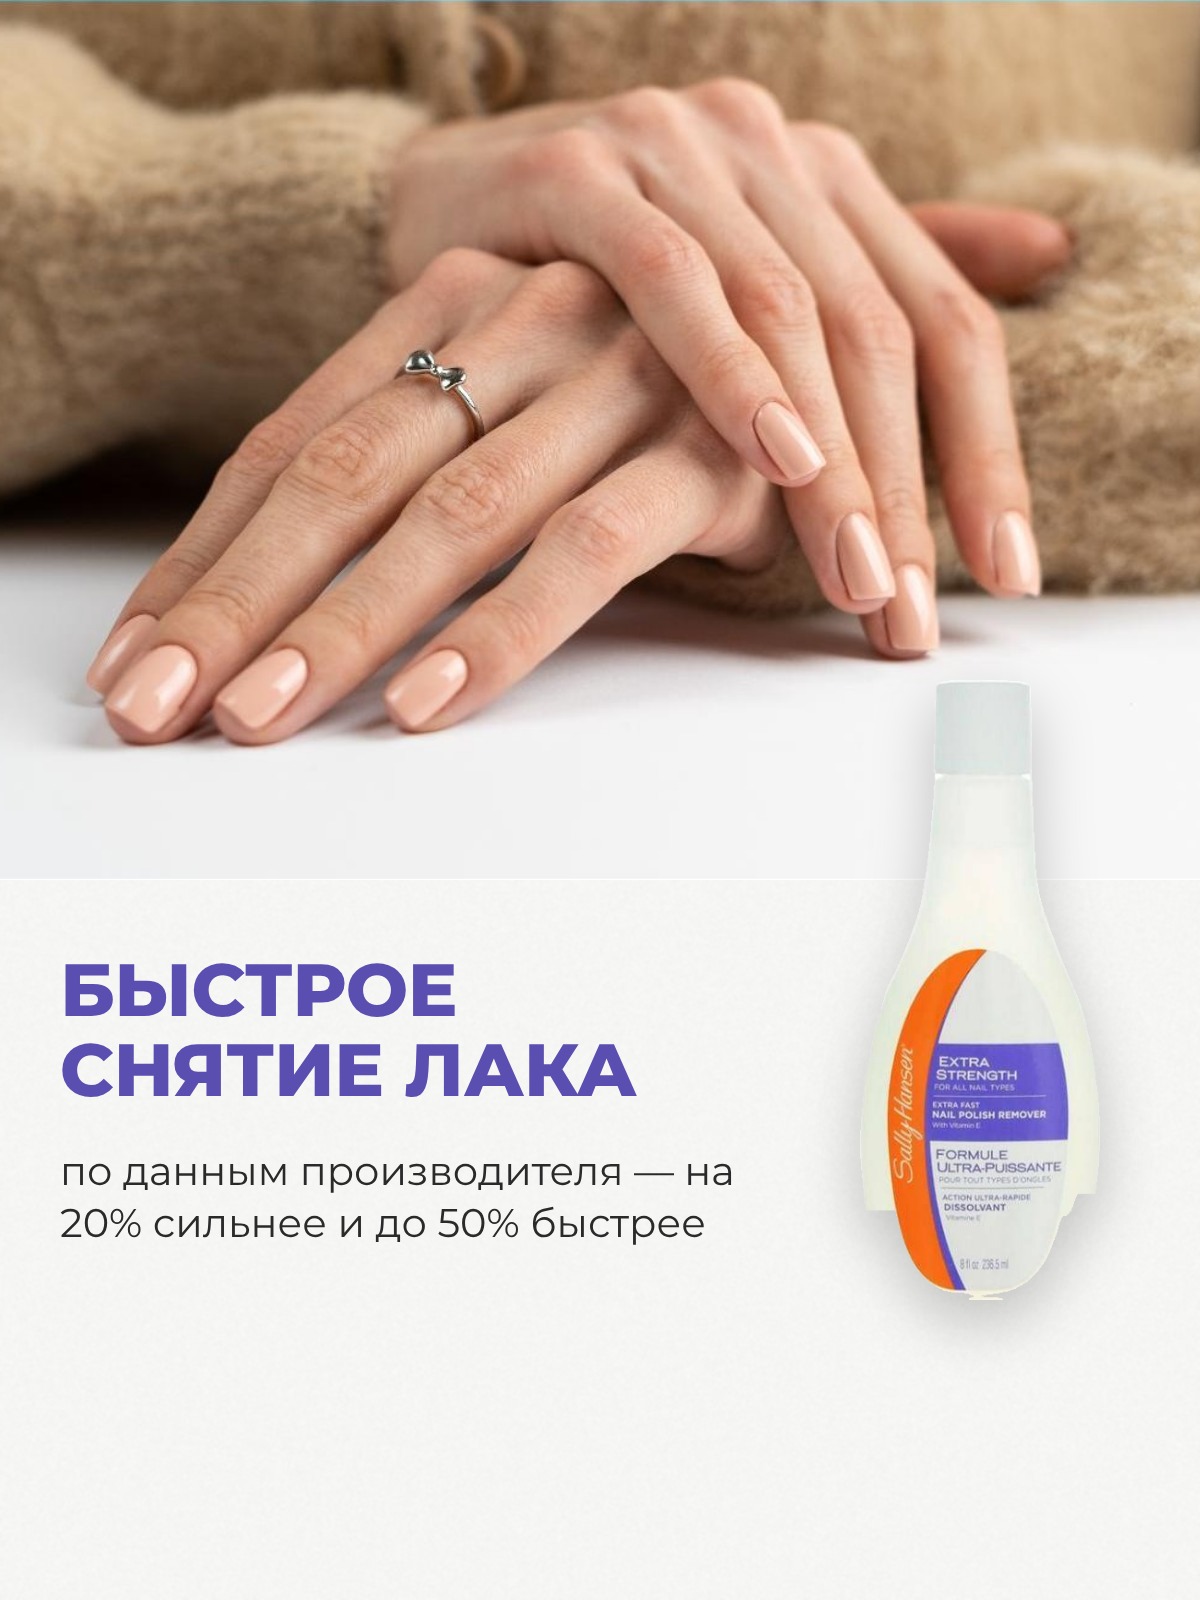 БЫСТРОЕ
СНЯТИЕ ЛАКА
по данным производителя — на
20% сильнее и до 50% быстрее
Sally Hansen
EXTRA
STRENGTH
FOR ALL NAIL TYPES
EXTRA FAST
NAIL POLISH REMOVER
With Vitamin E
FORMULE
ULTRA-PUISSANTE
POUR TOUT TYPES D'ONGLES
ACTION ULTRA-RAPIDE
DISSOLVANT
Vitamine E
8 fl oz 236.5 ml